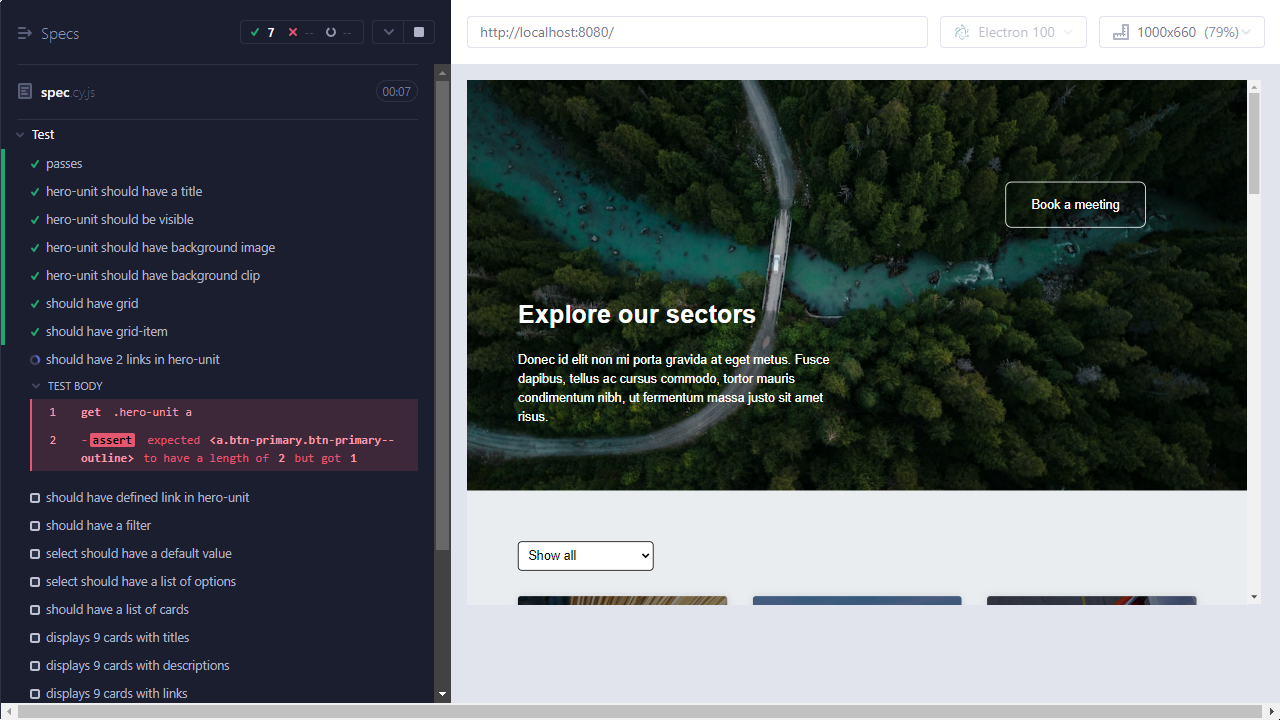 Specs
7
--
--
spec.cy.js
00:07
Test
passes
hero-unit should have a title
hero-unit should be visible
hero-unit should have background image
hero-unit should have background clip
should have grid
should have grid-item
should have 2 links in hero-unit
TEST BODY
1 get .hero-unit a
2 -assert expected <a.btn-primary.btn-primary--
outline> to have a length of 2 but got 1
should have defined link in hero-unit
should have a filter
select should have a default value
select should have a list of options
should have a list of cards
displays 9 cards with titles
displays 9 cards with descriptions
displays 9 cards with links
http://localhost:8080/
Electron 100
1000x660 (79%)
Book a meeting
Explore our sectors
Donec id elit non mi porta gravida at eget metus. Fusce
dapibus, tellus ac cursus commodo, tortor mauris
condimentum nibh, ut fermentum massa justo sit amet
risus.
Show all